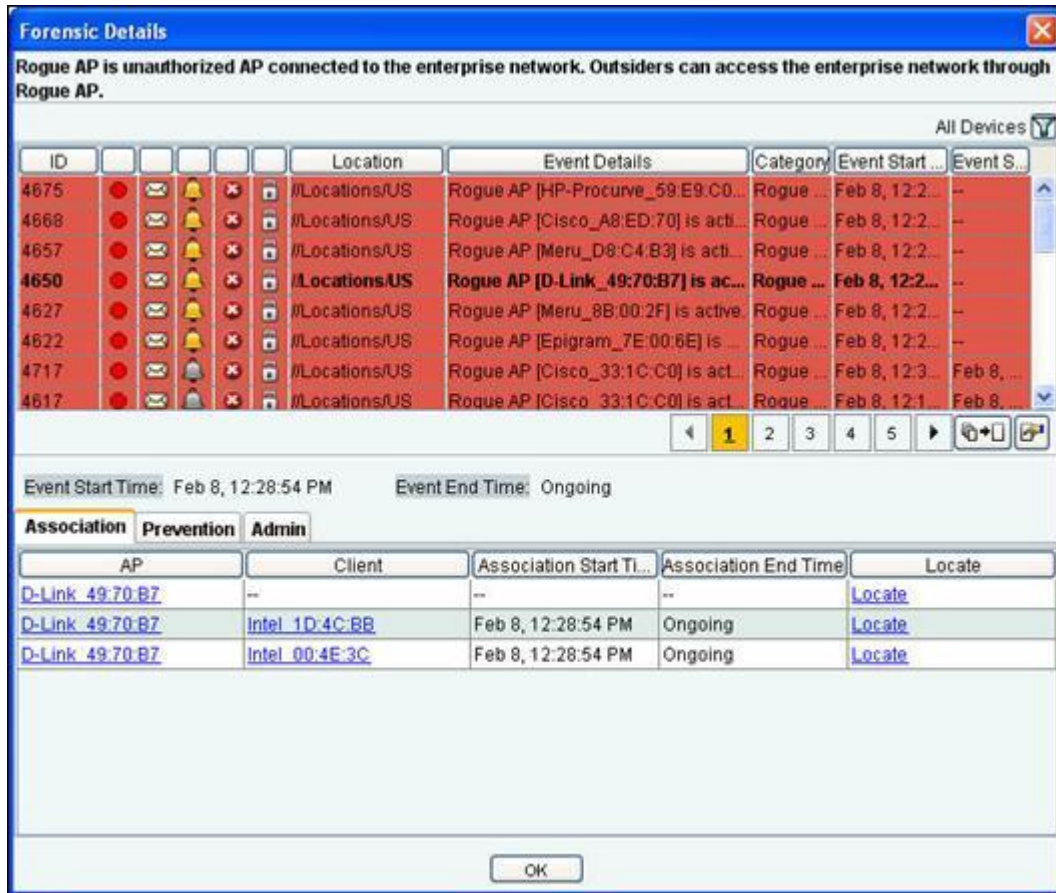 Forensic Details
Rogue AP is unauthorized AP connected to the enterprise network. Outsiders can access the enterprise network through
Rogue AP.
All Devices
ID Location Event Details Category Event Start ... Event S...
4675 //Locations/US Rogue AP [HP-Procurve_59:E9:C0... Rogue ... Feb 8, 12:2... --
4668 //Locations/US Rogue AP [Cisco_A8:ED:70] is acti... Rogue ... Feb 8, 12:2... --
4657 //Locations/US Rogue AP [Meru_D8:C4:B3] is acti... Rogue ... Feb 8, 12:2... --
4650 //Locations/US Rogue AP [D-Link_49:70:B7] is ac... Rogue ... Feb 8, 12:2... --
4627 //Locations/US Rogue AP [Meru_8B:00:2F] is active. Rogue ... Feb 8, 12:2... --
4622 //Locations/US Rogue AP [Epigram_7E:00:6E] is ... Rogue ... Feb 8, 12:2... --
4717 //Locations/US Rogue AP [Cisco_33:1C:C0] is act... Rogue ... Feb 8, 12:3... Feb 8, ...
4617 //Locations/US Rogue AP [Cisco_33:1C:C0] is act... Rogue ... Feb 8, 12:1... Feb 8, ...
1 2 3 4 5
Event Start Time: Feb 8, 12:28:54 PM Event End Time: Ongoing
Association Prevention Admin
AP Client Association Start Ti... Association End Time Locate
D-Link_49:70:B7 -- -- -- Locate
D-Link_49:70:B7 Intel_1D:4C:BB Feb 8, 12:28:54 PM Ongoing Locate
D-Link_49:70:B7 Intel_00:4E:3C Feb 8, 12:28:54 PM Ongoing Locate
OK